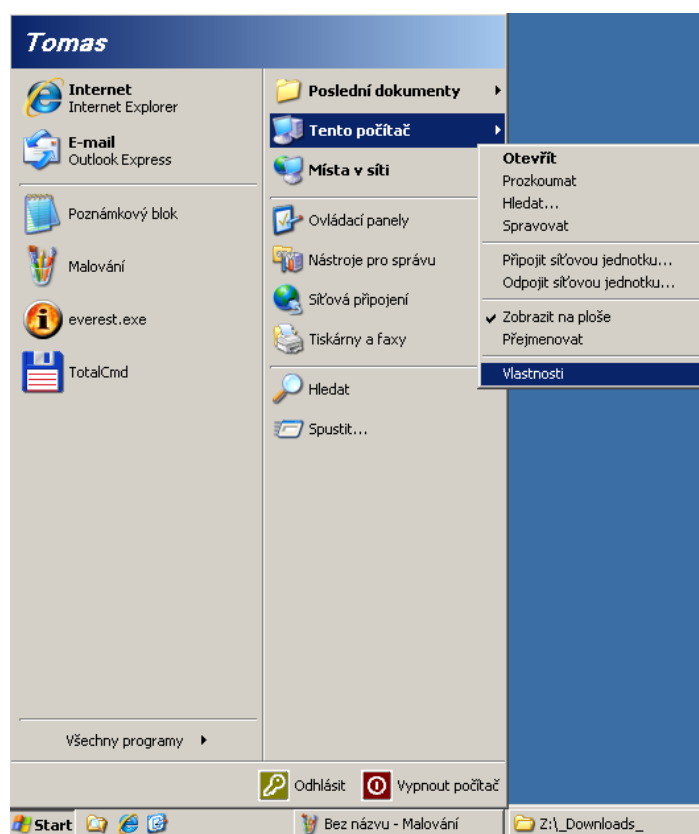 Tomas
Internet
Internet Explorer
E-mail
Outlook Express
Poznámkový blok
Malování
everest.exe
TotalCmd
Všechny programy
Poslední dokumenty
Tento počítač
Místa v síti
Ovládací panely
Nástroje pro správu
Síťová připojení
Tiskárny a faxy
Hledat
Spustit...
Otevřít
Prozkoumat
Hledat...
Spravovat
Připojit síťovou jednotku...
Odpojit síťovou jednotku...
Zobrazit na ploše
Přejmenovat
Vlastnosti
Odhlásit
Vypnout počítač
Start
Bez názvu - Malování
Z:\_Downloads_